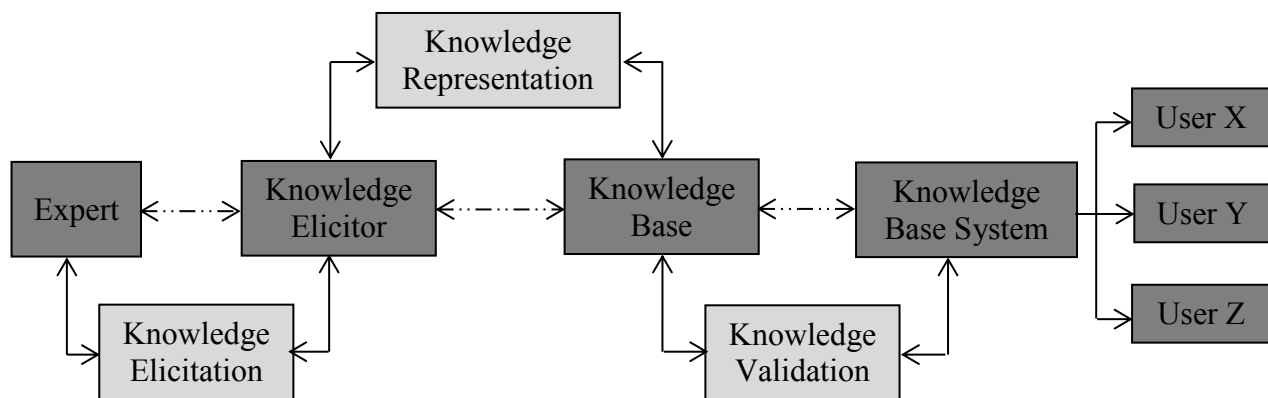 Knowledge
Representation
Expert
Knowledge
Elicitor
Knowledge
Base
Knowledge
Base System
User X
User Y
User Z
Knowledge
Elicitation
Knowledge
Validation